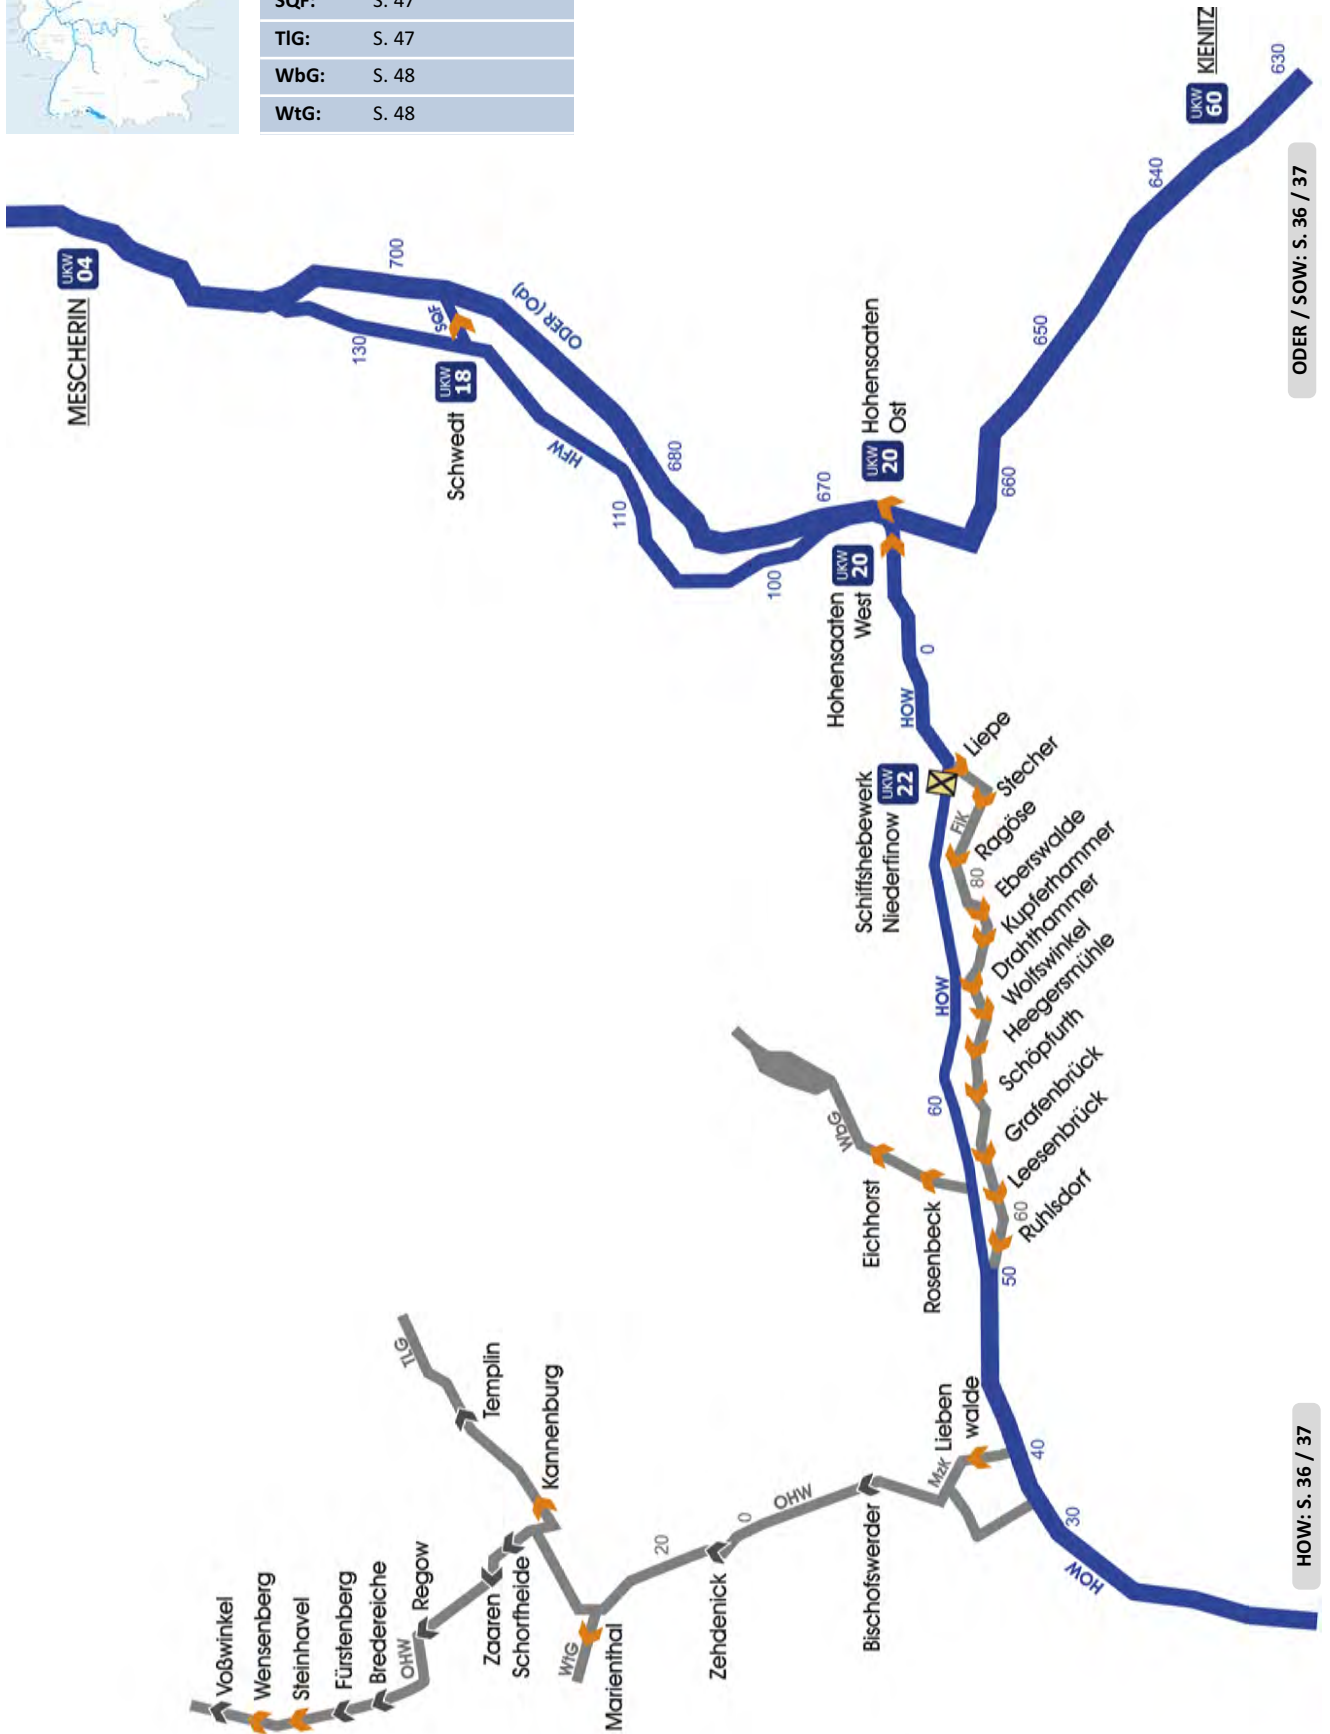 SQF: S. 47
TlG: S. 47
WbG: S. 48
WtG: S. 48
MESCHERIN
UKW
04
700
130
SQF
ODER (Od)
UKW
18
Schwedt
HFW
680
110
670
100
UKW
20
Hohensaaten
Ost
UKW
20
Hohensaaten
West
660
650
640
630
UKW
60
KIENITZ
ODER / SOW: S. 36 / 37
0
HOW
Schiffshebewerk
Niederfinow
UKW
22
Liepe
Stecher
FiK
Ragöse
80
Eberswalde
Kupferhammer
Drahthammer
Wolfswinkel
Heegersmühle
Schöpfurth
Grafenbrück
Leesenbrück
60
Ruhlsdorf
HOW
60
WbG
Eichhorst
Rosenbeck
50
TLG
Templin
Kannenburg
Lieben
walde
MzK
40
30
HOW
OHW
0
20
Bischofswerder
Zehdenick
Marienthal
WtG
Zaaren
Schorfheide
Regow
OHW
Bredereiche
Fürstenberg
Steinhavel
Wensenberg
Voßwinkel
HOW: S. 36 / 37